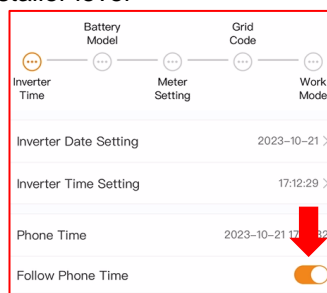 Battery Model
Grid Code
Inverter Time
Meter Setting
Work Mode
Inverter Date Setting 2023-10-21
Inverter Time Setting 17:12:29
Phone Time 2023-10-21
Follow Phone Time